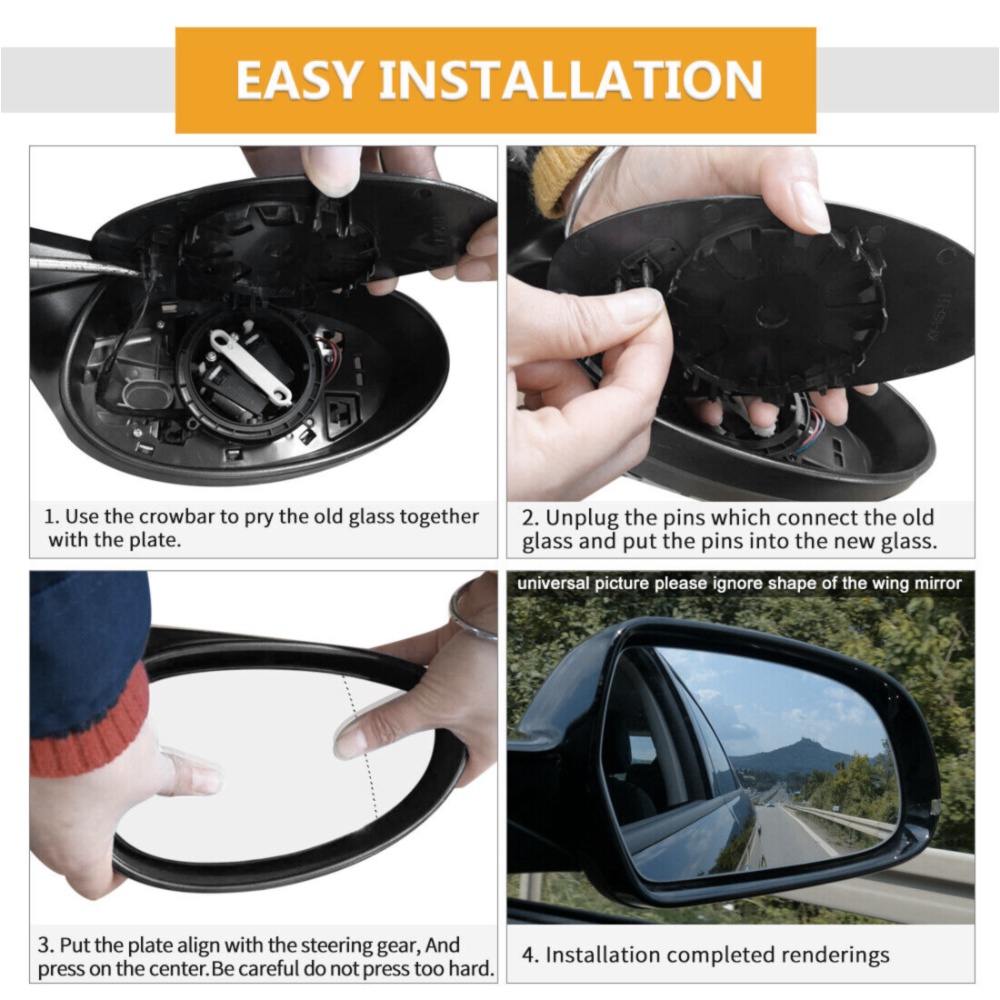 EASY INSTALLATION
1. Use the crowbar to pry the old glass together
with the plate.
2. Unplug the pins which connect the old
glass and put the pins into the new glass.
universal picture please ignore shape of the wing mirror
3. Put the plate align with the steering gear, And
press on the center. Be careful do not press too hard.
4. Installation completed renderings